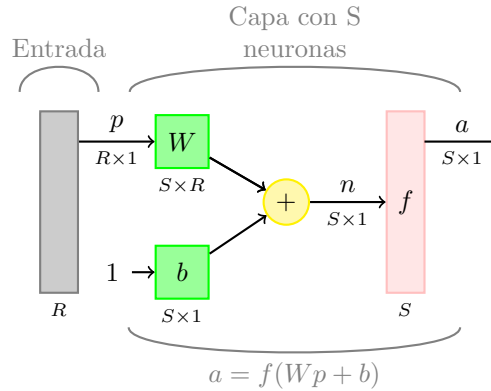 Entrada
Capa con S
neuronas
p
R×1
W
S×R
+
n
S×1
f
a
S×1
1
b
S×1
R
S
a = f(Wp + b)